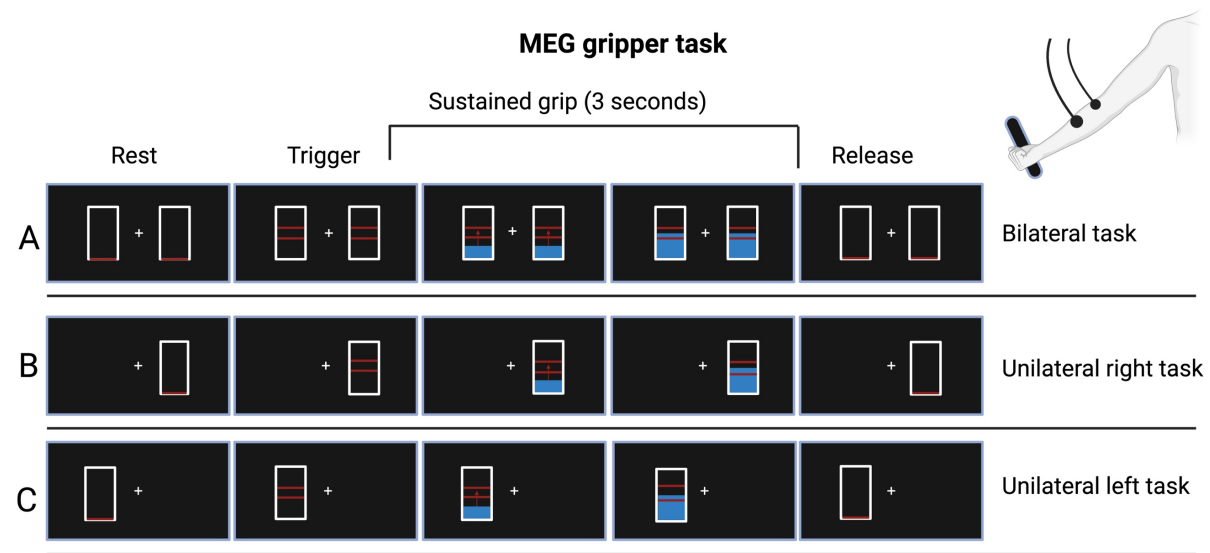 MEG gripper task
Sustained grip (3 seconds)
Rest
Trigger
Release
A
Bilateral task
B
Unilateral right task
C
Unilateral left task